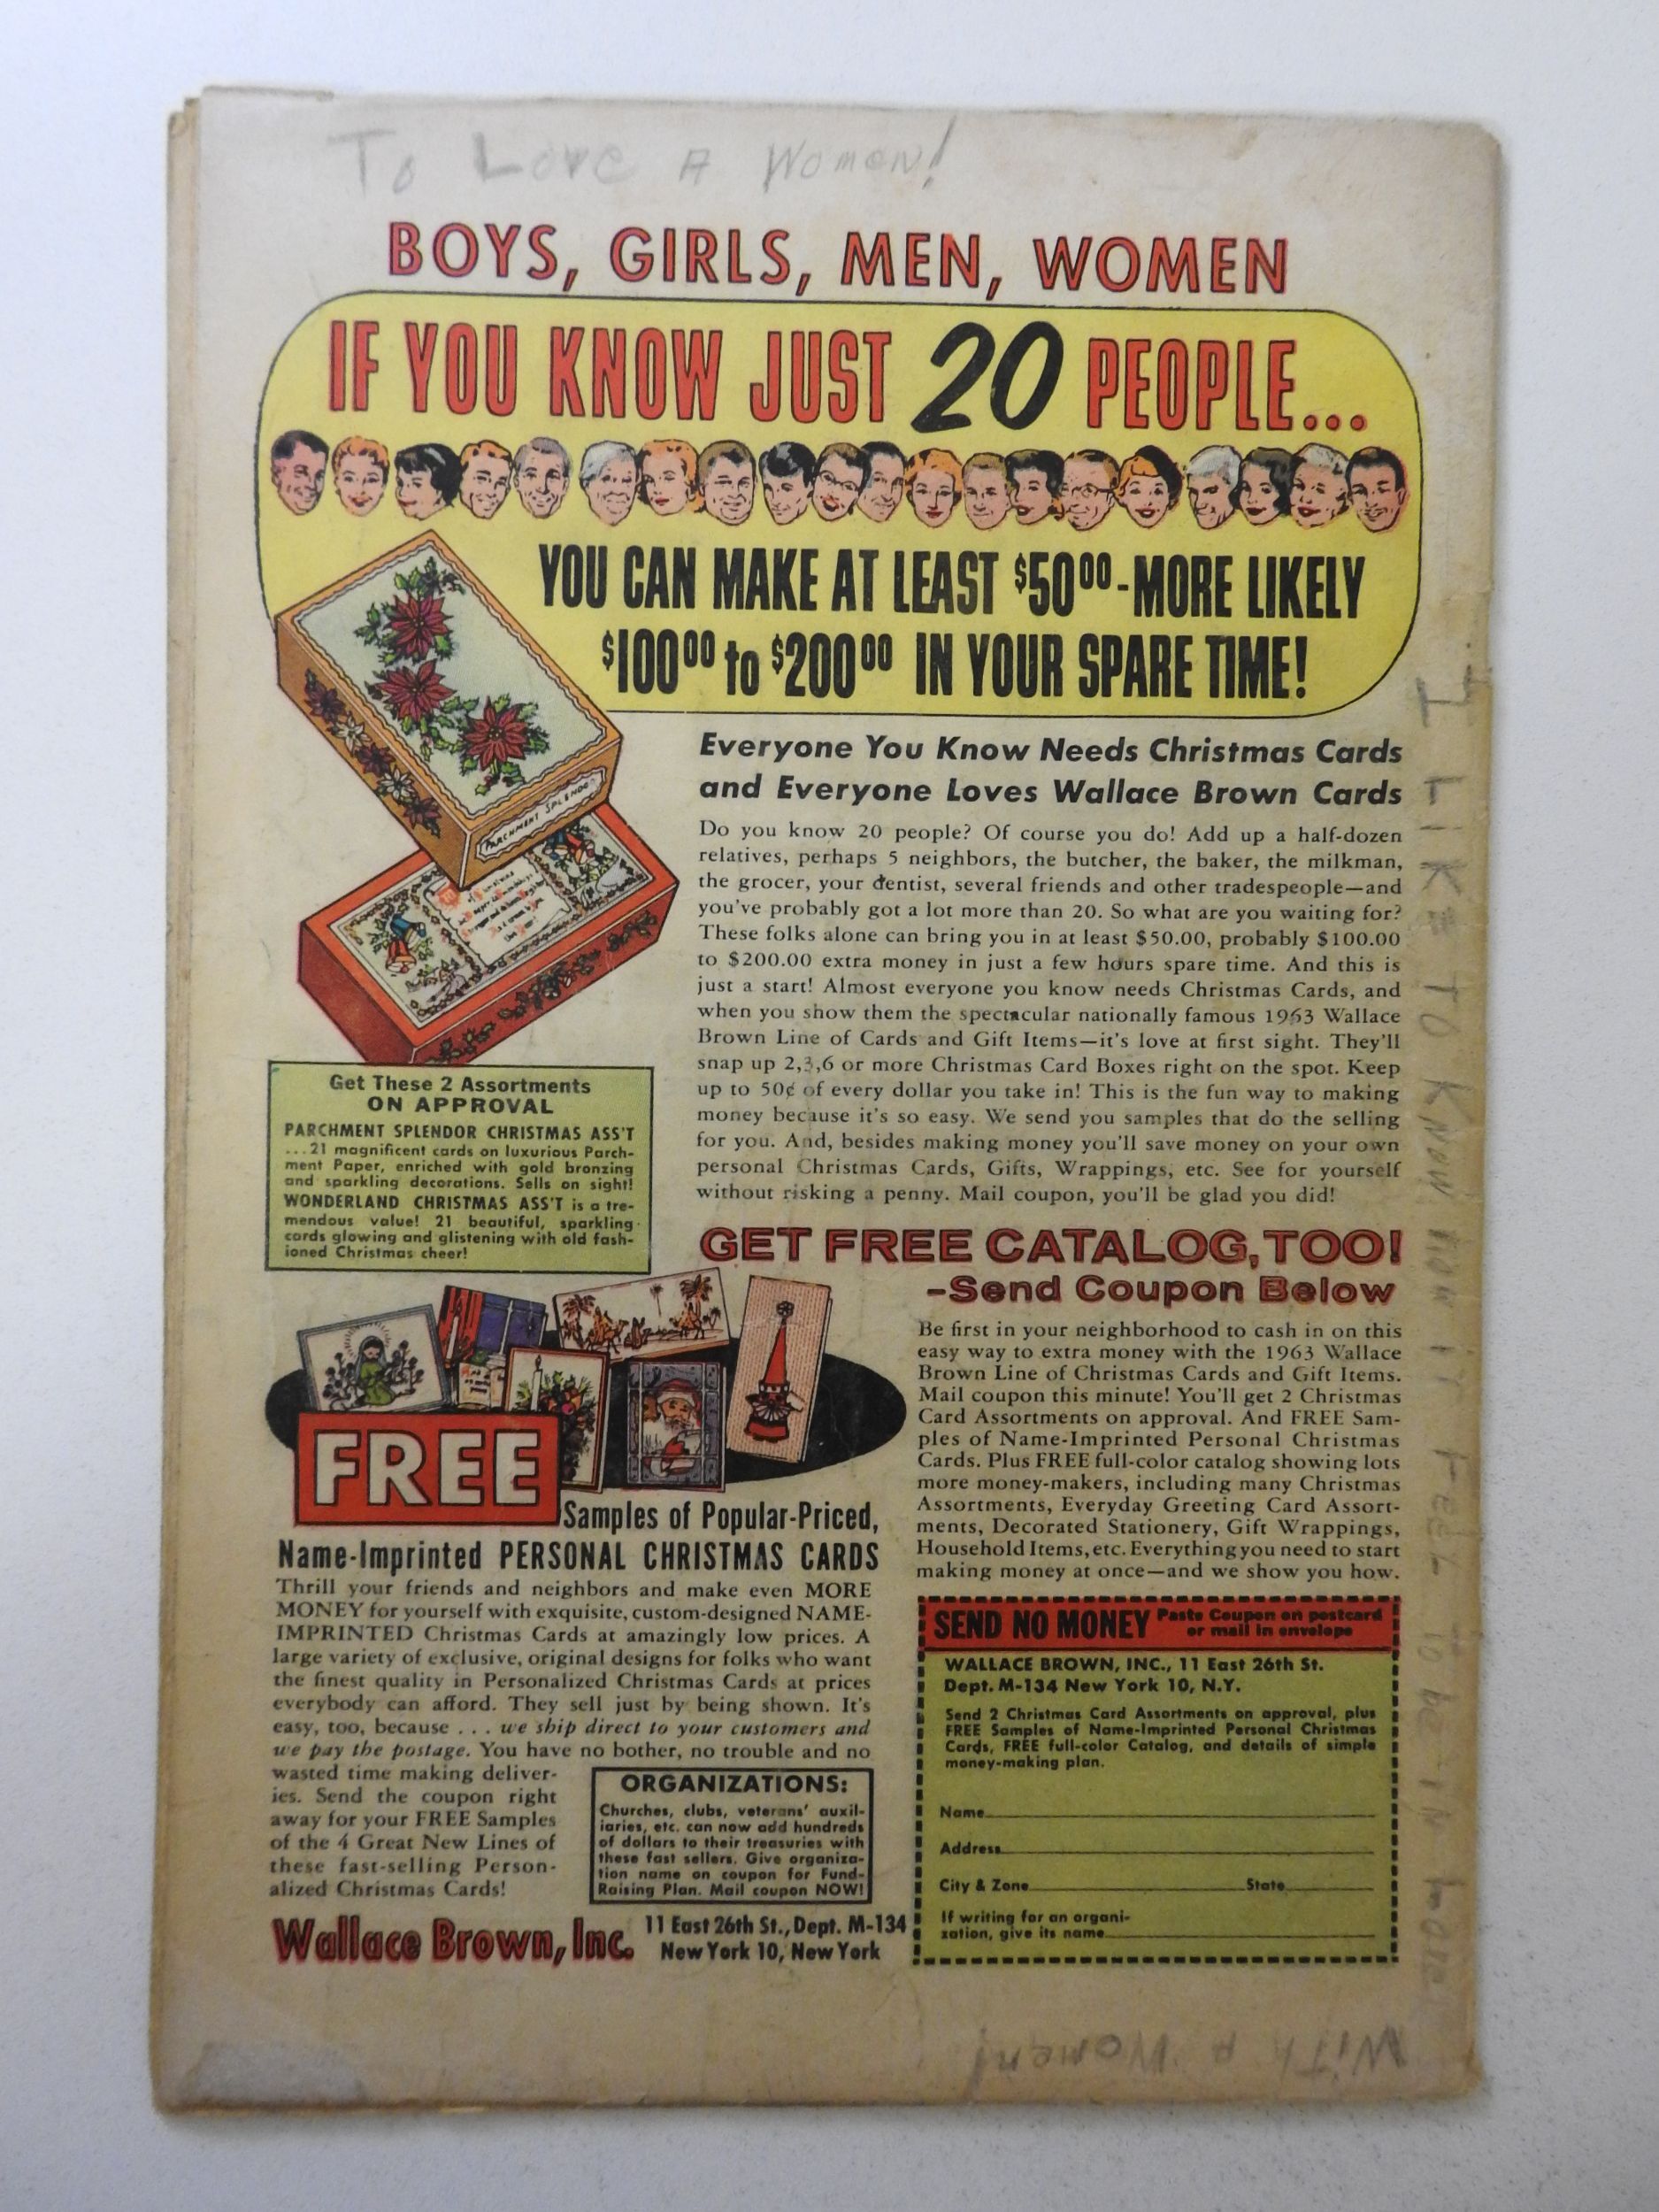 To Love A Women!
BOYS, GIRLS, MEN, WOMEN
IF YOU KNOW JUST 20 PEOPLE...
YOU CAN MAKE AT LEAST $50⁰⁰-MORE LIKELY
$100⁰⁰ to $200⁰⁰ IN YOUR SPARE TIME!
PARCHMENT SPLENDOR
Everyone You Know Needs Christmas Cards
and Everyone Loves Wallace Brown Cards
Do you know 20 people? Of course you do! Add up a half-dozen
relatives, perhaps 5 neighbors, the butcher, the baker, the milkman,
the grocer, your dentist, several friends and other tradespeople—and
you've probably got a lot more than 20. So what are you waiting for?
These folks alone can bring you in at least $50.00, probably $100.00
to $200.00 extra money in just a few hours spare time. And this is
just a start! Almost everyone you know needs Christmas Cards, and
when you show them the spectacular nationally famous 1963 Wallace
Brown Line of Cards and Gift Items—it's love at first sight. They'll
snap up 2,3,6 or more Christmas Card Boxes right on the spot. Keep
up to 50¢ of every dollar you take in! This is the fun way to making
money because it's so easy. We send you samples that do the selling
for you. And, besides making money you'll save money on your own
personal Christmas Cards, Gifts, Wrappings, etc. See for yourself
without risking a penny. Mail coupon, you'll be glad you did!
Get These 2 Assortments
ON APPROVAL
PARCHMENT SPLENDOR CHRISTMAS ASS'T
...21 magnificent cards on luxurious Parch-
ment Paper, enriched with gold bronzing
and sparkling decorations. Sells on sight!
WONDERLAND CHRISTMAS ASS'T is a tre-
mendous value! 21 beautiful, sparkling
cards glowing and glistening with old fash-
ioned Christmas cheer!
GET FREE CATALOG, TOO!
-Send Coupon Below
Be first in your neighborhood to cash in on this
easy way to extra money with the 1963 Wallace
Brown Line of Christmas Cards and Gift Items.
Mail coupon this minute! You'll get 2 Christmas
Card Assortments on approval. And FREE Sam-
ples of Name-Imprinted Personal Christmas
Cards. Plus FREE full-color catalog showing lots
more money-makers, including many Christmas
Assortments, Everyday Greeting Card Assort-
ments, Decorated Stationery, Gift Wrappings,
Household Items, etc. Everything you need to start
making money at once—and we show you how.
FREE
Samples of Popular-Priced,
Name-Imprinted PERSONAL CHRISTMAS CARDS
Thrill your friends and neighbors and make even MORE
MONEY for yourself with exquisite, custom-designed NAME-
IMPRINTED Christmas Cards at amazingly low prices. A
large variety of exclusive, original designs for folks who want
the finest quality in Personalized Christmas Cards at prices
everybody can afford. They sell just by being shown. It's
easy, too, because . . . we ship direct to your customers and
we pay the postage. You have no bother, no trouble and no
wasted time making deliver-
ies. Send the coupon right
away for your FREE Samples
of the 4 Great New Lines of
these fast-selling Person-
alized Christmas Cards!
ORGANIZATIONS:
Churches, clubs, veterans' auxil-
iaries, etc. can now add hundreds
of dollars to their treasuries with
these fast sellers. Give organiza-
tion name on coupon for Fund-
Raising Plan. Mail coupon NOW!
Wallace Brown, Inc.
11 East 26th St., Dept. M-134
New York 10, New York
SEND NO MONEY Paste Coupon on postcard
or mail in envelope
WALLACE BROWN, INC., 11 East 26th St.
Dept. M-134 New York 10, N.Y.
Send 2 Christmas Card Assortments on approval, plus
FREE Samples of Name-Imprinted Personal Christmas
Cards, FREE full-color Catalog, and details of simple
money-making plan.
Name
Address
City & Zone State
If writing for an organi-
zation, give its name
I LIKE TO KNOW HOW IT FEEL TO BE IN
WITH A WOMEN!